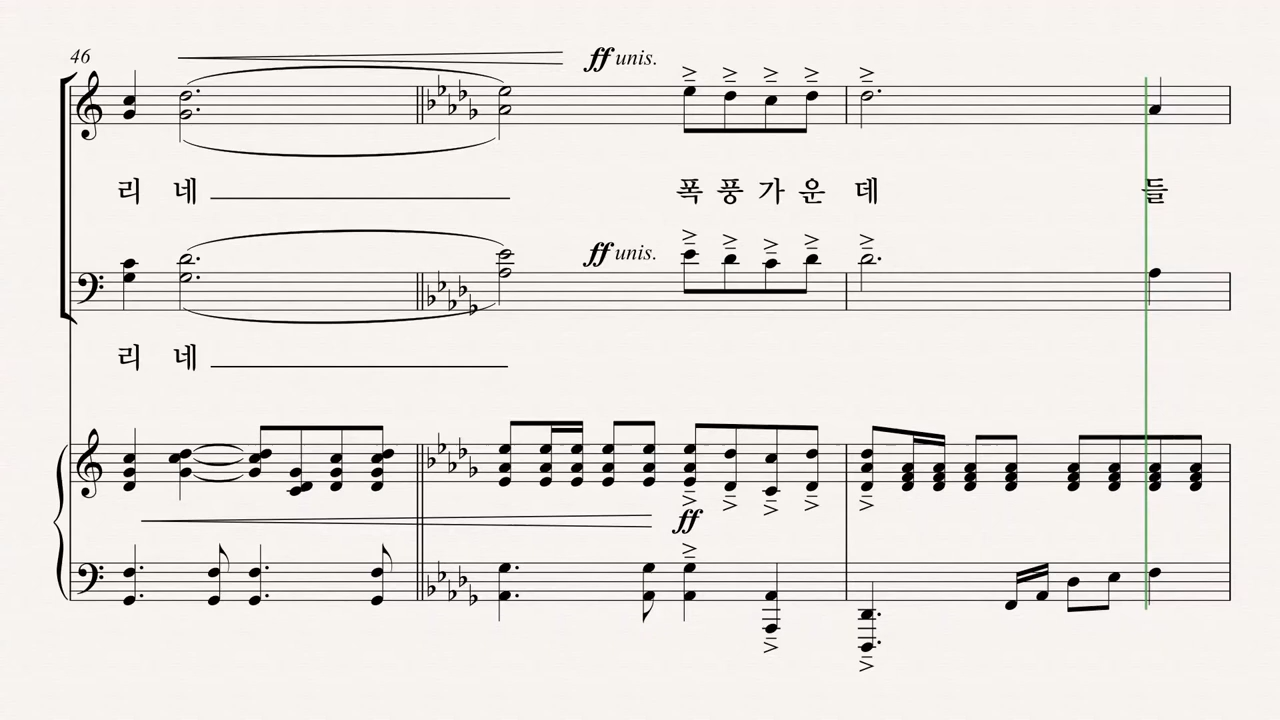 46
ff unis.
리 네 폭 풍 가 운 데 들
ff unis.
리 네
ff